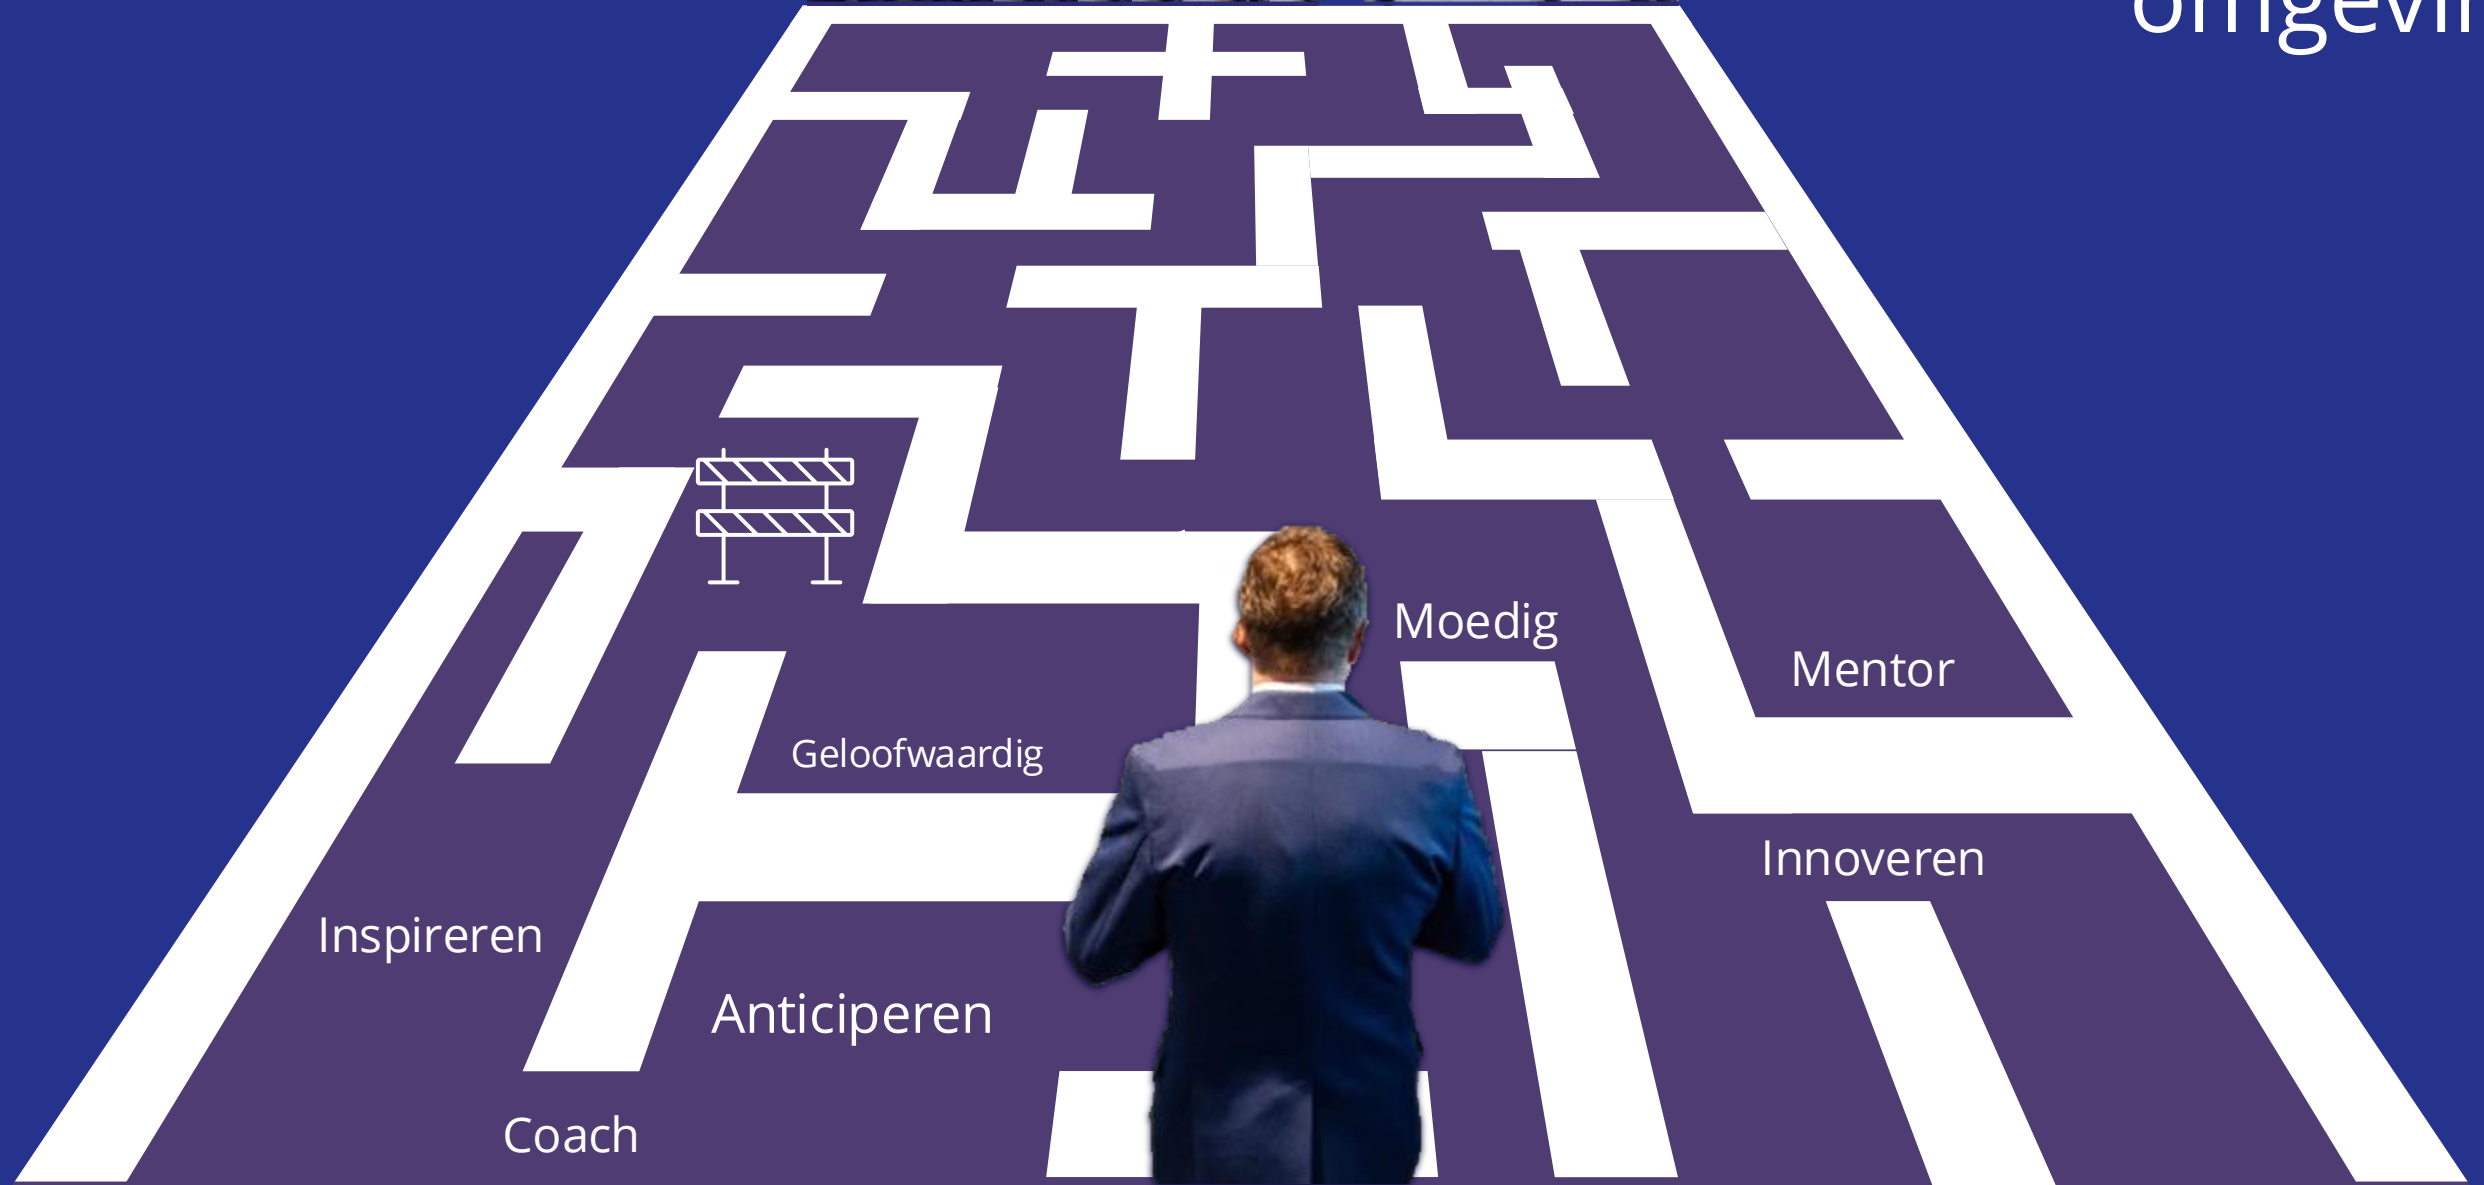 Moedig
Mentor
Geloofwaardig
Innoveren
Inspireren
Anticiperen
Coach